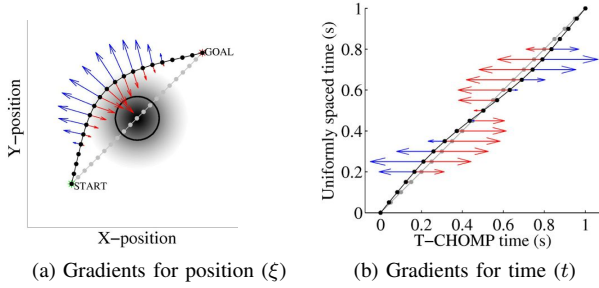 Y−position
GOAL
START
X−position
(a) Gradients for position (ξ)
Uniformly spaced time (s)
1
0.8
0.6
0.4
0.2
0
0 0.2 0.4 0.6 0.8 1
T−CHOMP time (s)
(b) Gradients for time (t)